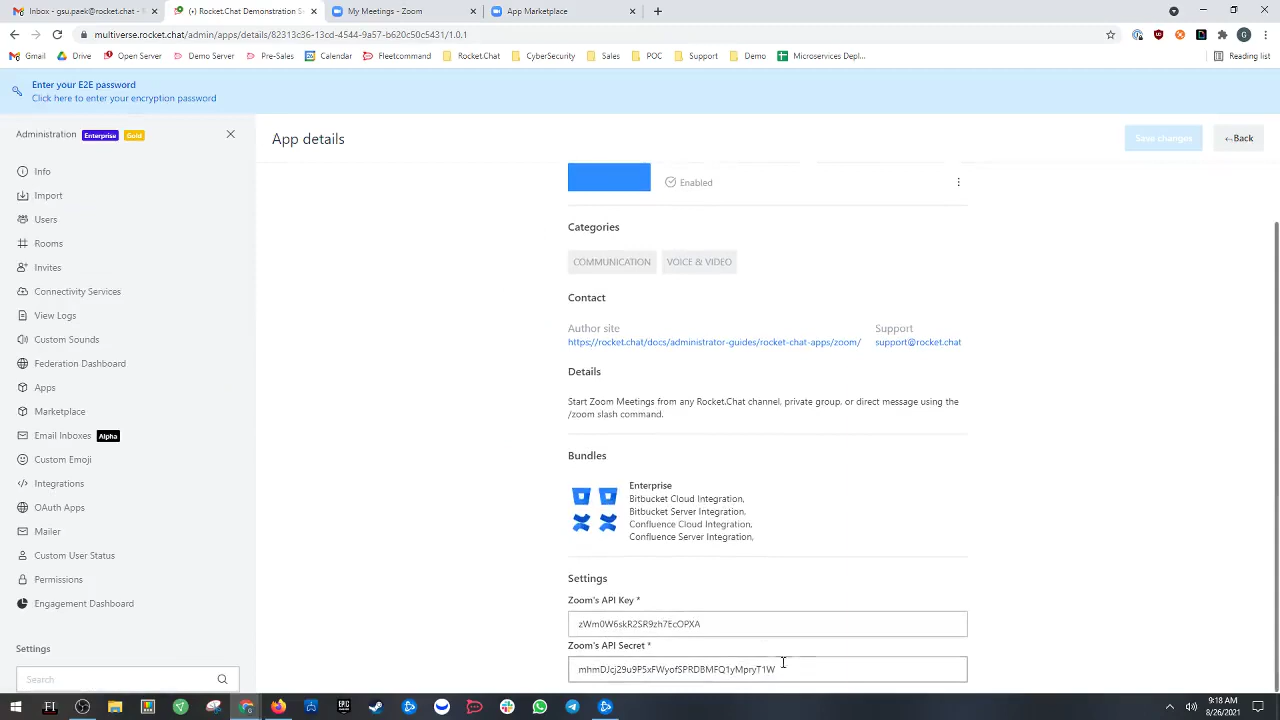 Inbox - gsu.paek@rocket.chat -
(•) Rocket.Chat Demonstration S
My Meetings - Zoom
App Marketplace
multiverse.rocket.chat/admin/apps/details/82313c36-13cd-4544-9a57-b620c50c5431/1.0.1
Gmail
Drive
Demo Server
Pre-Sales
Calendar
Fleetcommand
Rocket.Chat
CyberSecurity
Sales
POC
Support
Demo
Microservices Depl...
Reading list
Enter your E2E password
Click here to enter your encryption password
Administration Enterprise Gold
App details
Save changes
Back
Info
Import
Users
Rooms
Invites
Connectivity Services
View Logs
Custom Sounds
Federation Dashboard
Apps
Marketplace
Email Inboxes Alpha
Custom Emoji
Integrations
OAuth Apps
Mailer
Custom User Status
Permissions
Engagement Dashboard
Settings
Search
Enabled
Categories
COMMUNICATION
VOICE & VIDEO
Contact
Author site
Support
https://rocket.chat/docs/administrator-guides/rocket-chat-apps/zoom/
support@rocket.chat
Details
Start Zoom Meetings from any Rocket.Chat channel, private group, or direct message using the
/zoom slash command.
Bundles
Enterprise
Bitbucket Cloud Integration,
Bitbucket Server Integration,
Confluence Cloud Integration,
Confluence Server Integration,
Settings
Zoom's API Key *
zWm0W6skR2SR9zh7EcOPXA
Zoom's API Secret *
mhmDJcjZ9u9P5xFWyofSPRDBMFQ1yMpryT1W
9:18 AM
8/26/2021